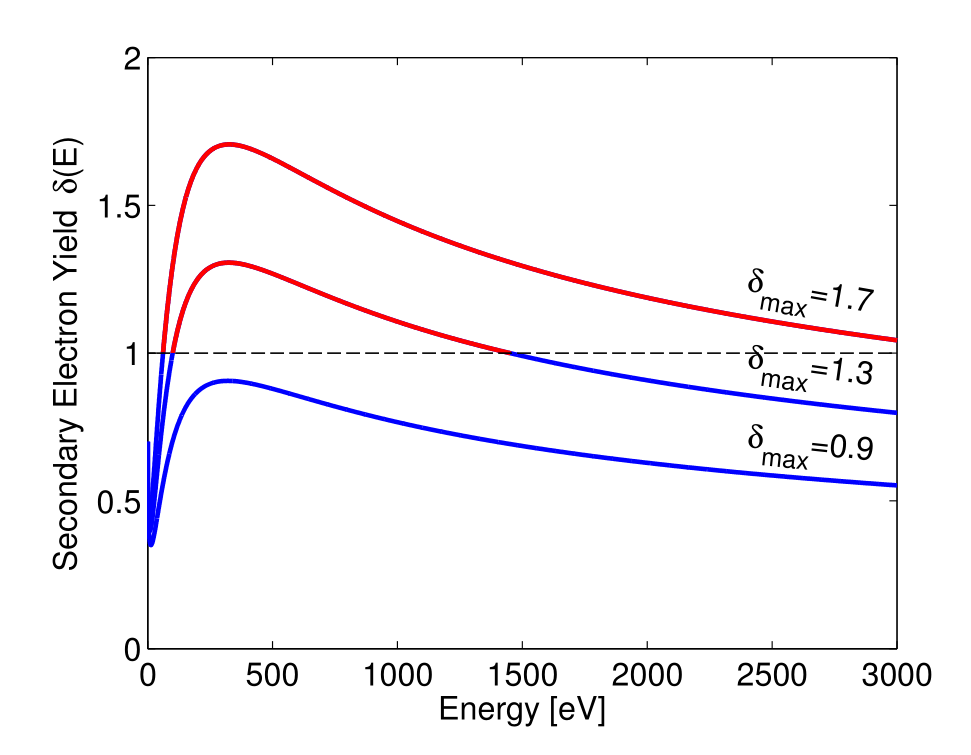 Secondary Electron Yield δ(E)
2
1.5
1
0.5
0
δmax=1.7
δmax=1.3
δmax=0.9
0 500 1000 1500 2000 2500 3000
Energy [eV]